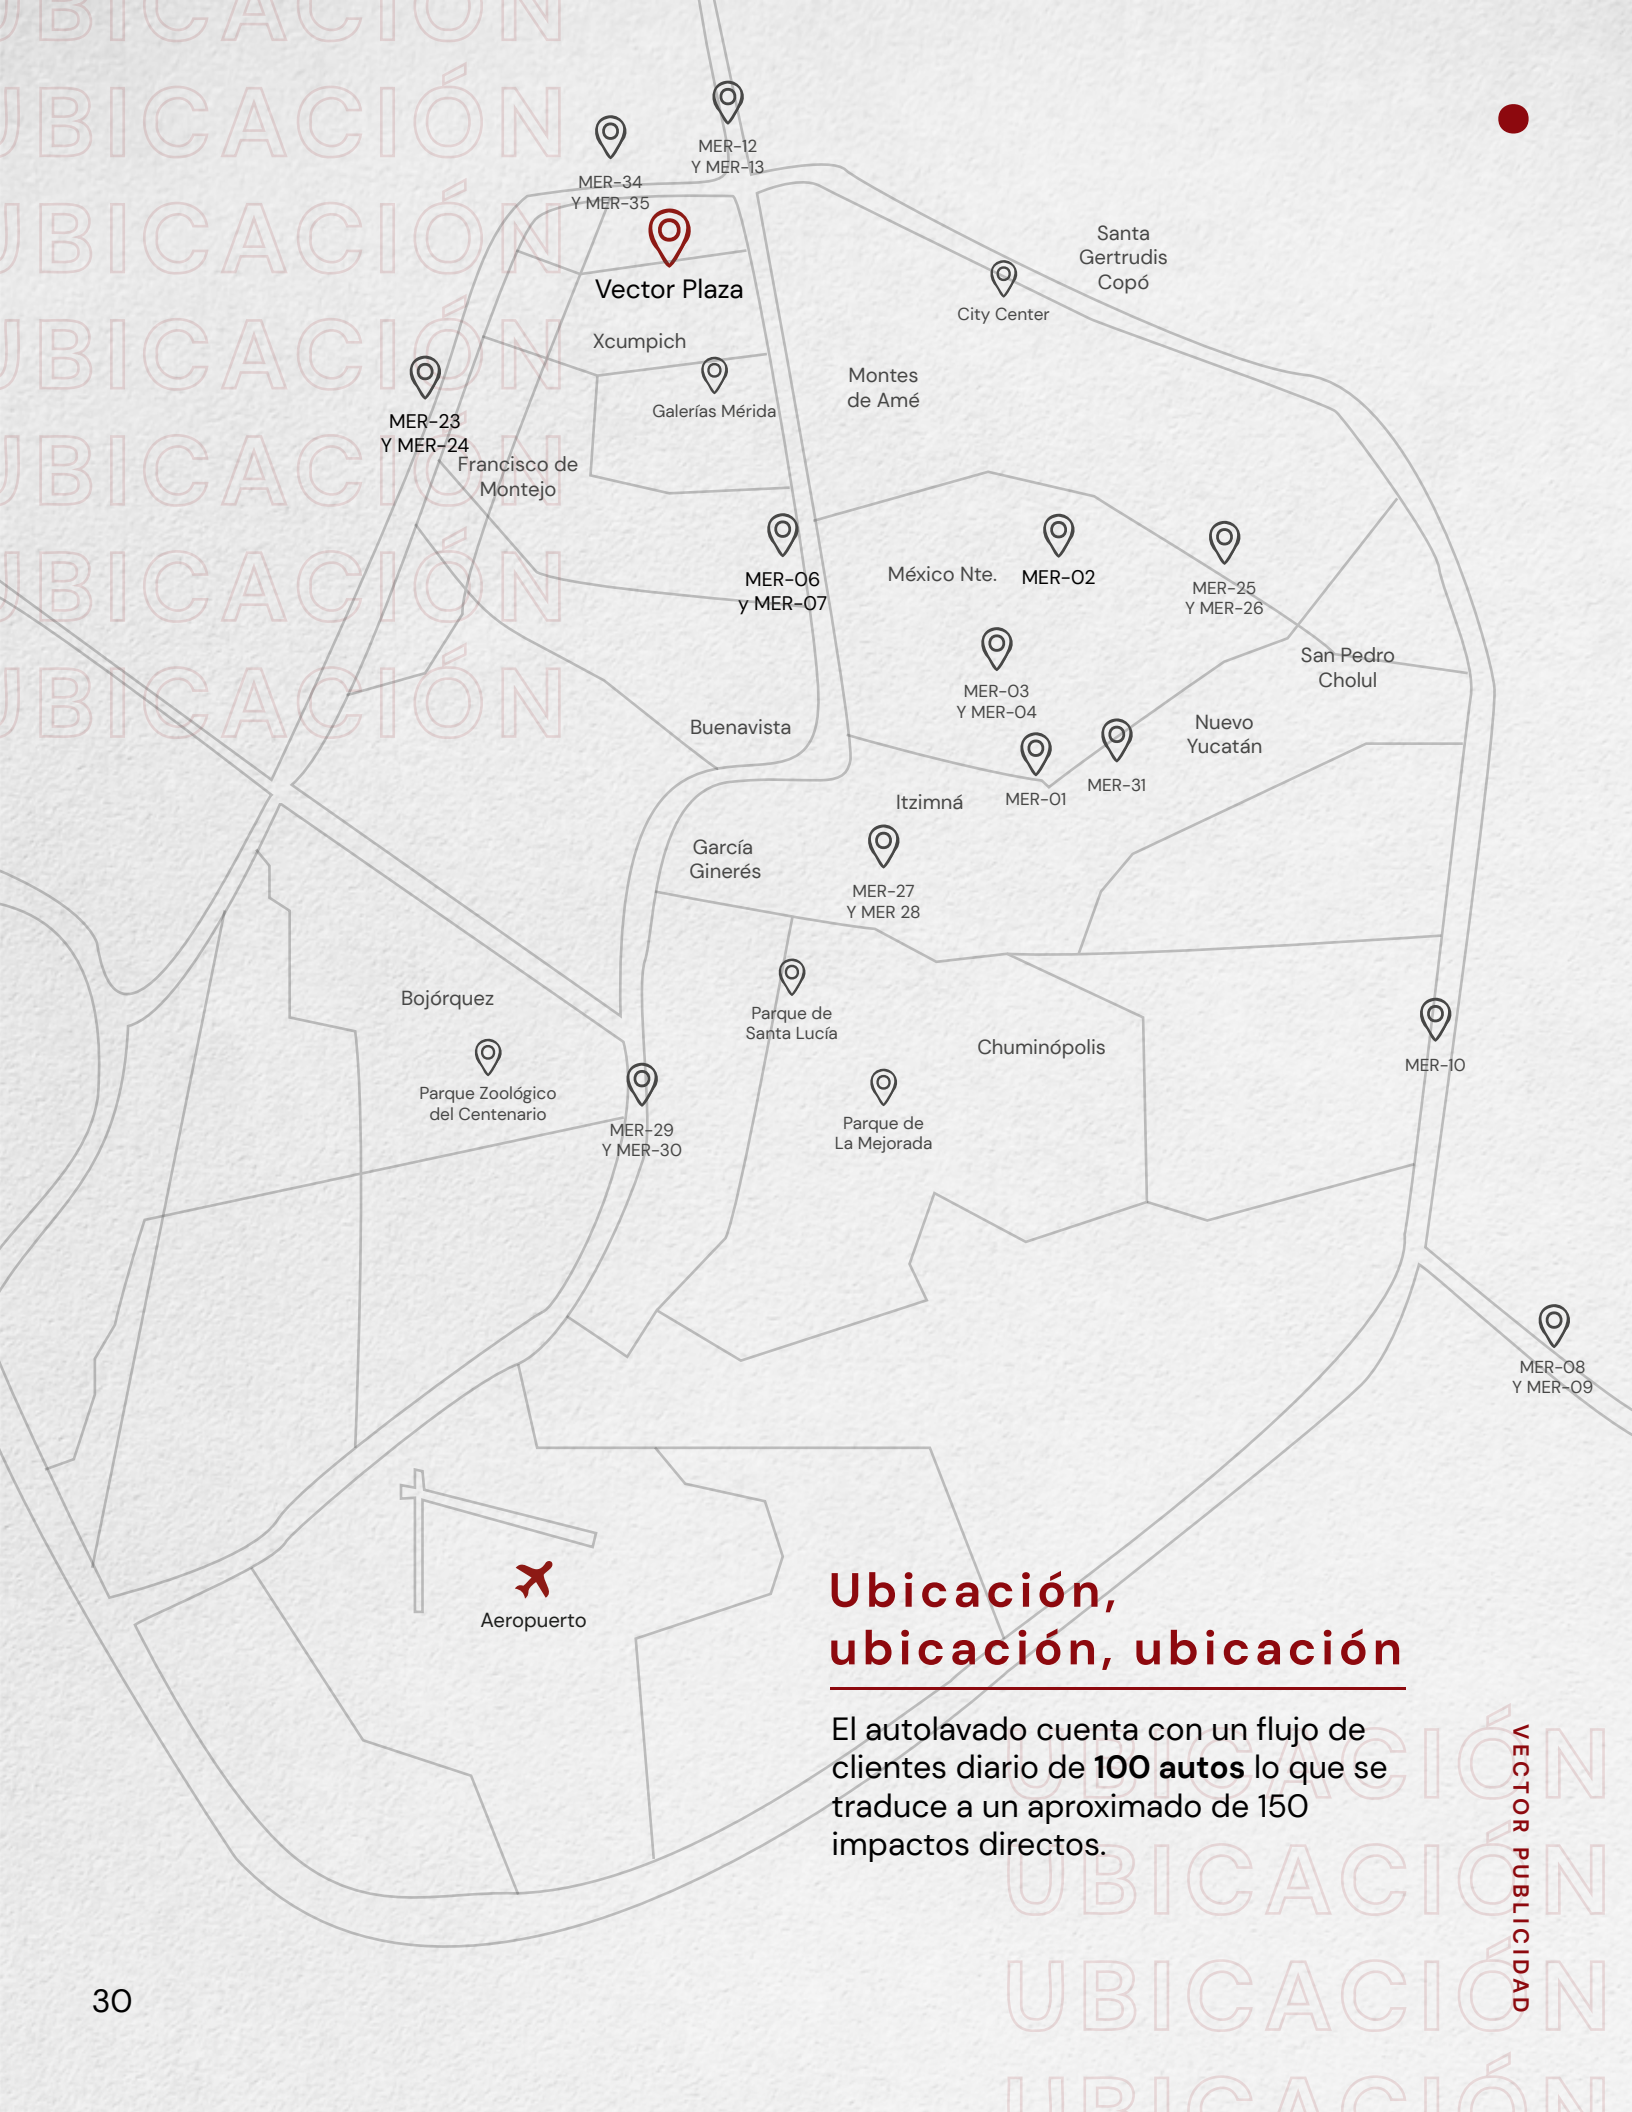 UBICACIÓN
UBICACIÓN
UBICACIÓN
UBICACIÓN
UBICACIÓN
UBICACIÓN
UBICACIÓN
MER-12
Y MER-13
MER-34
Y MER-35
Vector Plaza
Santa
Gertrudis
Copó
City Center
Xcumpich
Galerías Mérida
Montes
de Amé
MER-23
Y MER-24
Francisco de
Montejo
MER-06
y MER-07
México Nte.
MER-02
MER-25
Y MER-26
San Pedro
Cholul
MER-03
Y MER-04
Nuevo
Yucatán
Buenavista
MER-31
MER-01
Itzimná
García
Ginerés
MER-27
Y MER 28
Bojórquez
Parque de
Santa Lucía
Chuminópolis
MER-10
Parque Zoológico
del Centenario
MER-29
Y MER-30
Parque de
La Mejorada
MER-08
Y MER-09
Aeropuerto
Ubicación,
ubicación, ubicación
El autolavado cuenta con un flujo de
clientes diario de 100 autos lo que se
traduce a un aproximado de 150
impactos directos.
UBICACIÓN
UBICACIÓN
UBICACIÓN
UBICACIÓN
VECTOR PUBLICIDAD
30